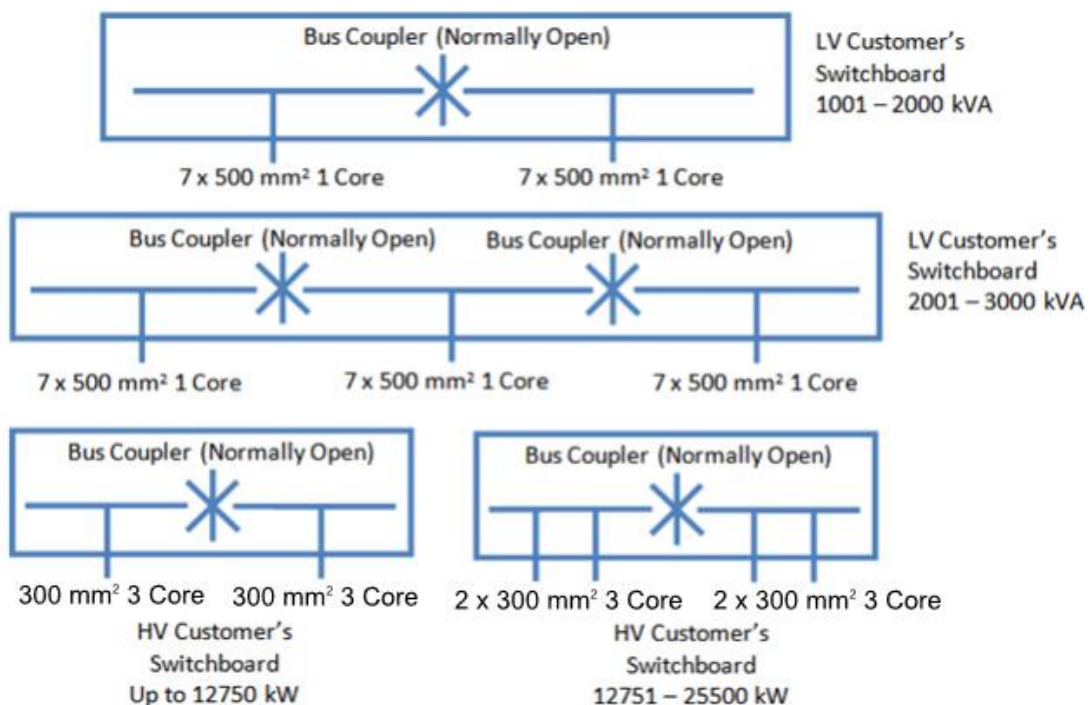 Bus Coupler (Normally Open)
LV Customer's
Switchboard
1001 – 2000 kVA
7 x 500 mm² 1 Core
7 x 500 mm² 1 Core
Bus Coupler (Normally Open)
Bus Coupler (Normally Open)
LV Customer's
Switchboard
2001 – 3000 kVA
7 x 500 mm² 1 Core
7 x 500 mm² 1 Core
7 x 500 mm² 1 Core
Bus Coupler (Normally Open)
300 mm² 3 Core
300 mm² 3 Core
HV Customer's
Switchboard
Up to 12750 kW
Bus Coupler (Normally Open)
2 x 300 mm² 3 Core
2 x 300 mm² 3 Core
HV Customer's
Switchboard
12751 – 25500 kW